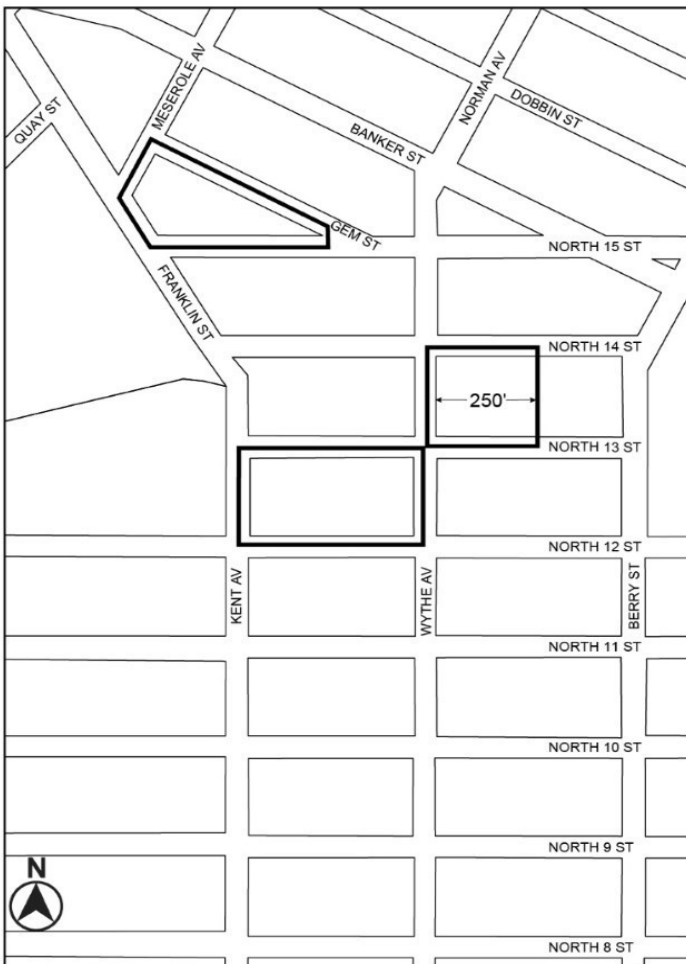 MESEROLE AV
NORMAN AV
QUAY ST
DOBBIN ST
BANKER ST
GEM ST
NORTH 15 ST
FRANKLIN ST
NORTH 14 ST
250'
NORTH 13 ST
NORTH 12 ST
KENT AV
WYTHE AV
BERRY ST
NORTH 11 ST
NORTH 10 ST
NORTH 9 ST
N
NORTH 8 ST